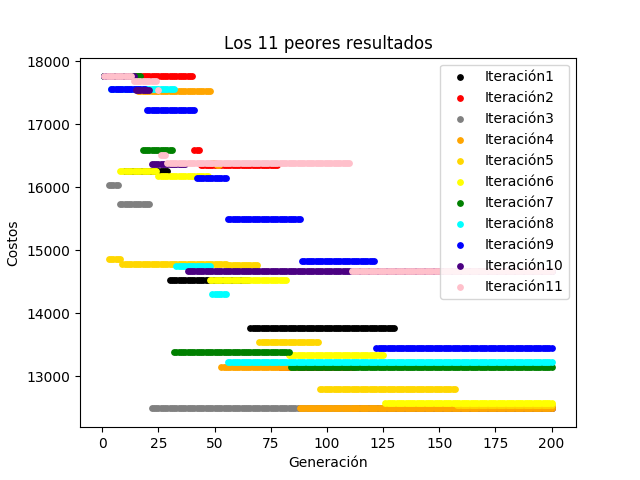 Los 11 peores resultados
18000
17000
16000
15000
14000
13000
Costos
0
25
50
75
100
125
150
175
200
Generación
Iteración1
Iteración2
Iteración3
Iteración4
Iteración5
Iteración6
Iteración7
Iteración8
Iteración9
Iteración10
Iteración11